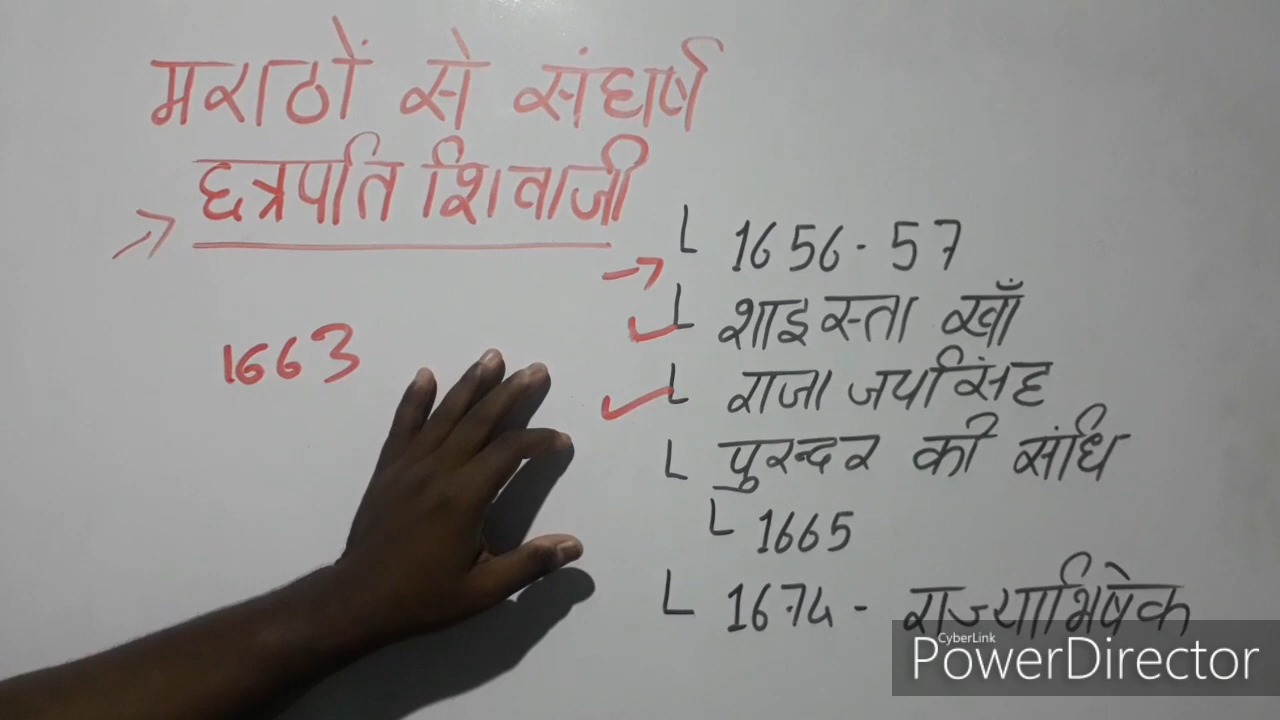 मराठों से संघर्ष
छत्रपति शिवाजी
1656-57
शाइस्ता खाँ
राजा जयसिंह
पुरन्दर की संधि
1665
1674 - राज्याभिषेक
1663
CyberLink
PowerDirector